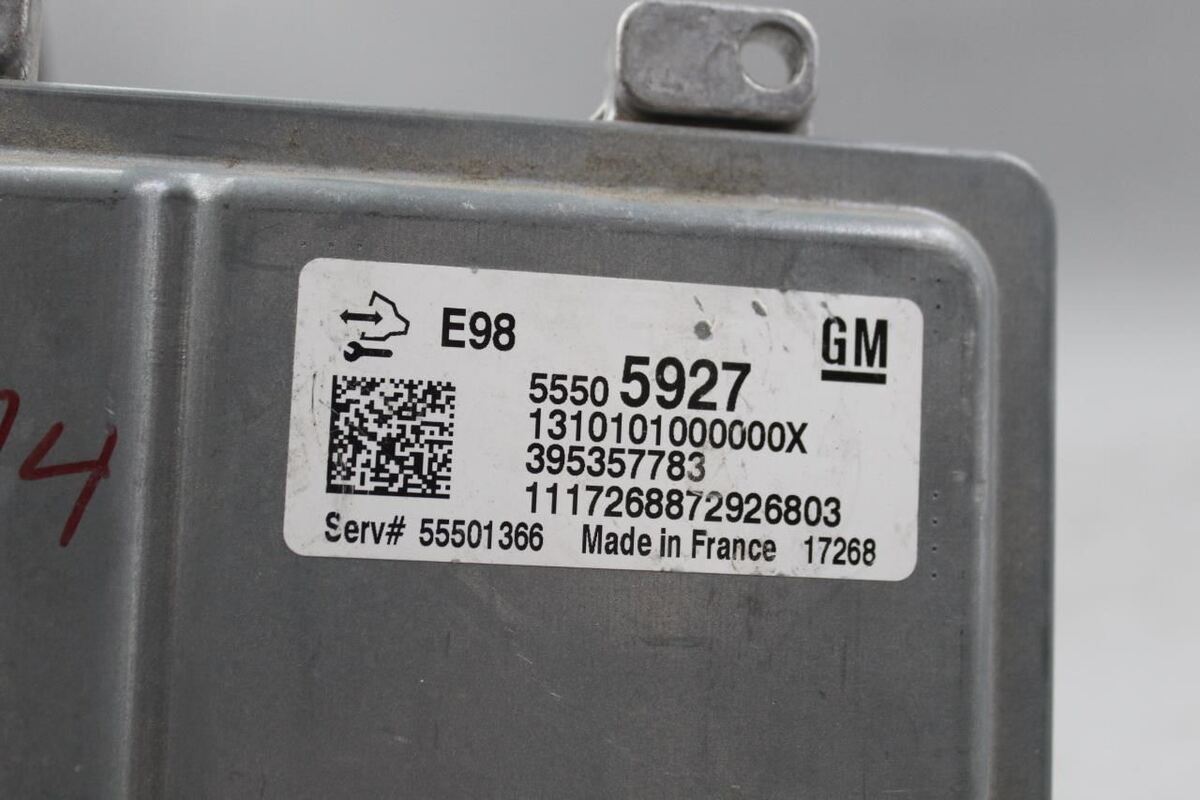 E98
GM
5550 5927
1310101000000X
395357783
1117268872926803
Serv# 55501366 Made in France 17268